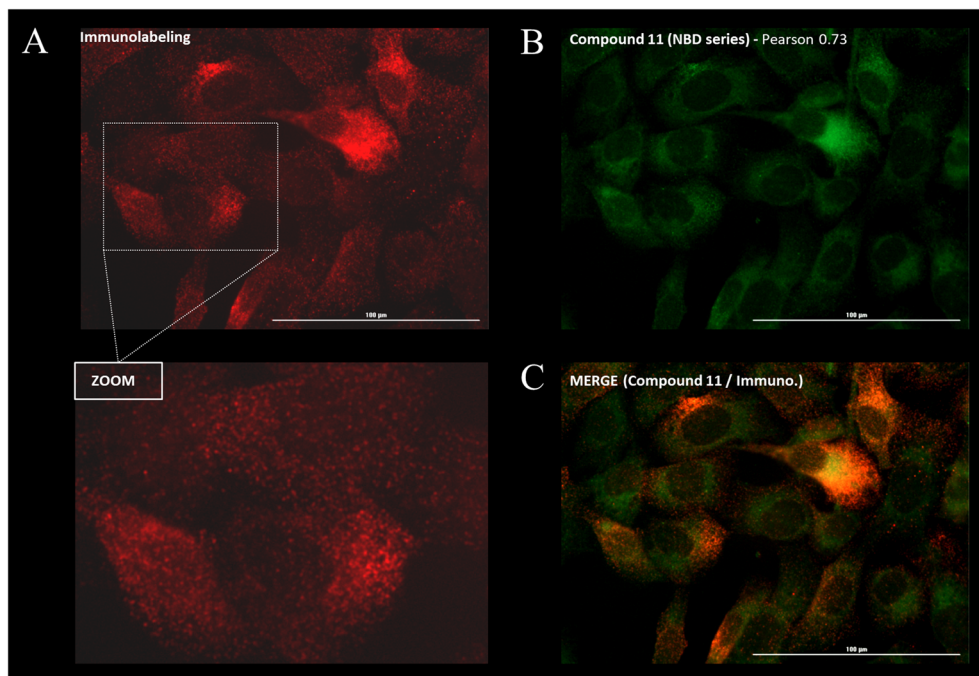 A
Immunolabeling
100 µm
B
Compound 11 (NBD series) - Pearson 0.73
100 µm
ZOOM
C
MERGE (Compound 11 / Immuno.)
100 µm